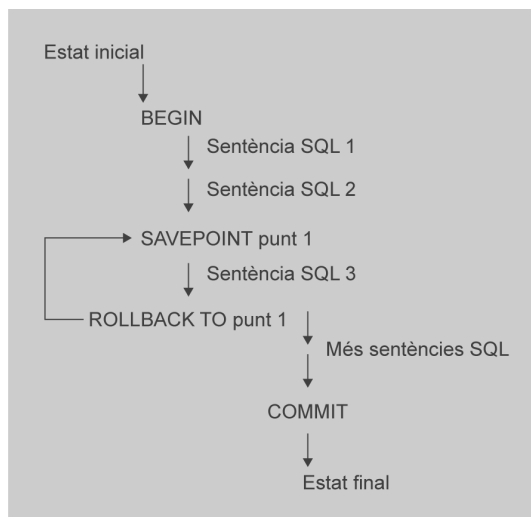 Estat inicial
BEGIN
Sentència SQL 1
Sentència SQL 2
SAVEPOINT punt 1
Sentència SQL 3
ROLLBACK TO punt 1
Més sentències SQL
COMMIT
Estat final